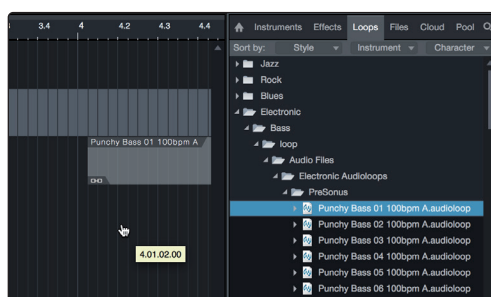 3.4 4 4.2 4.3 4.4
Instruments Effects Loops Files Cloud Pool
Sort by: Style Instrument Character
Jazz
Rock
Blues
Electronic
Bass
loop
Audio Files
Electronic Audioloops
PreSonus
Punchy Bass 01 100bpm A
Punchy Bass 01 100bpm A.audioloop
Punchy Bass 02 100bpm A.audioloop
Punchy Bass 03 100bpm A.audioloop
Punchy Bass 04 100bpm A.audioloop
Punchy Bass 05 100bpm A.audioloop
Punchy Bass 06 100bpm A.audioloop
4.01.02.00